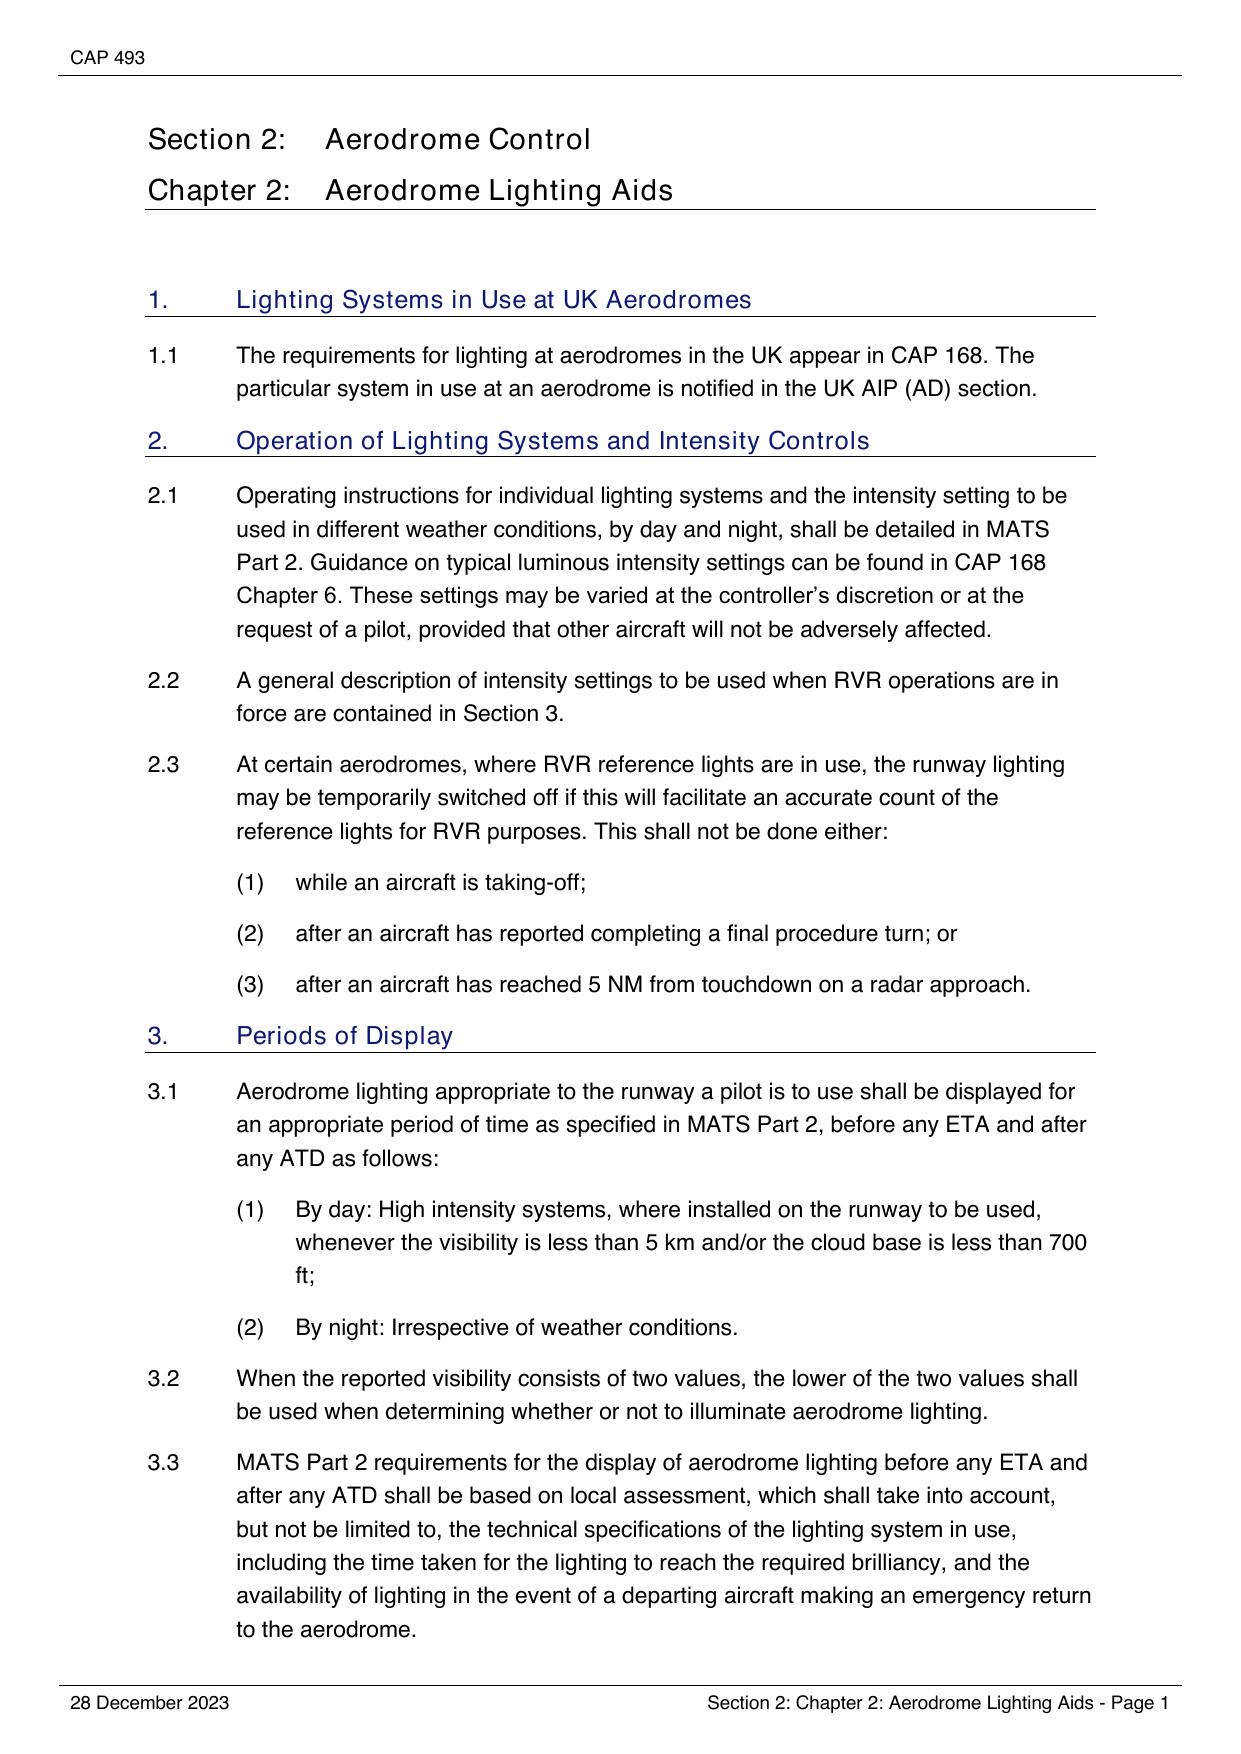 CAP 493
Section 2: Aerodrome Control
Chapter 2: Aerodrome Lighting Aids
1. Lighting Systems in Use at UK Aerodromes
1.1 The requirements for lighting at aerodromes in the UK appear in CAP 168. The
particular system in use at an aerodrome is notified in the UK AIP (AD) section.
2. Operation of Lighting Systems and Intensity Controls
2.1 Operating instructions for individual lighting systems and the intensity setting to be
used in different weather conditions, by day and night, shall be detailed in MATS
Part 2. Guidance on typical luminous intensity settings can be found in CAP 168
Chapter 6. These settings may be varied at the controller’s discretion or at the
request of a pilot, provided that other aircraft will not be adversely affected.
2.2 A general description of intensity settings to be used when RVR operations are in
force are contained in Section 3.
2.3 At certain aerodromes, where RVR reference lights are in use, the runway lighting
may be temporarily switched off if this will facilitate an accurate count of the
reference lights for RVR purposes. This shall not be done either:
(1) while an aircraft is taking-off;
(2) after an aircraft has reported completing a final procedure turn; or
(3) after an aircraft has reached 5 NM from touchdown on a radar approach.
3. Periods of Display
3.1 Aerodrome lighting appropriate to the runway a pilot is to use shall be displayed for
an appropriate period of time as specified in MATS Part 2, before any ETA and after
any ATD as follows:
(1) By day: High intensity systems, where installed on the runway to be used,
whenever the visibility is less than 5 km and/or the cloud base is less than 700
ft;
(2) By night: Irrespective of weather conditions.
3.2 When the reported visibility consists of two values, the lower of the two values shall
be used when determining whether or not to illuminate aerodrome lighting.
3.3 MATS Part 2 requirements for the display of aerodrome lighting before any ETA and
after any ATD shall be based on local assessment, which shall take into account,
but not be limited to, the technical specifications of the lighting system in use,
including the time taken for the lighting to reach the required brilliancy, and the
availability of lighting in the event of a departing aircraft making an emergency return
to the aerodrome.
28 December 2023 Section 2: Chapter 2: Aerodrome Lighting Aids - Page 1